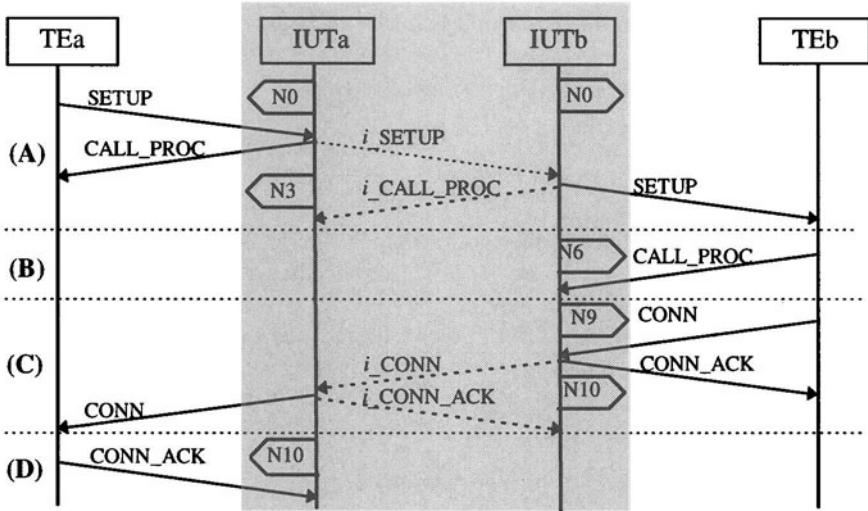 TEa IUTa IUTb TEb
N0 N0
SETUP
i_SETUP
(A)
CALL_PROC
N3
i_CALL_PROC
SETUP
(B)
N6
CALL_PROC
N9
CONN
(C)
i_CONN
CONN_ACK
i_CONN_ACK
N10
CONN
(D)
CONN_ACK
N10